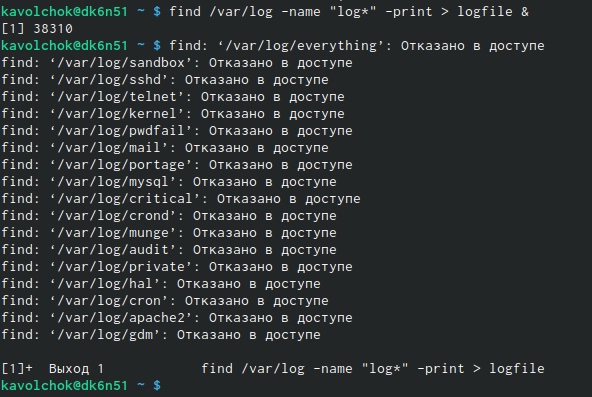 kavolchok@dk6n51 ~ $ find /var/log -name "log*" -print > logfile &
[1] 38310
kavolchok@dk6n51 ~ $ find: ‘/var/log/everything’: Отказано в доступе
find: ‘/var/log/sandbox’: Отказано в доступе
find: ‘/var/log/sshd’: Отказано в доступе
find: ‘/var/log/telnet’: Отказано в доступе
find: ‘/var/log/kernel’: Отказано в доступе
find: ‘/var/log/pwdfail’: Отказано в доступе
find: ‘/var/log/mail’: Отказано в доступе
find: ‘/var/log/portage’: Отказано в доступе
find: ‘/var/log/mysql’: Отказано в доступе
find: ‘/var/log/critical’: Отказано в доступе
find: ‘/var/log/crond’: Отказано в доступе
find: ‘/var/log/munge’: Отказано в доступе
find: ‘/var/log/audit’: Отказано в доступе
find: ‘/var/log/private’: Отказано в доступе
find: ‘/var/log/hal’: Отказано в доступе
find: ‘/var/log/cron’: Отказано в доступе
find: ‘/var/log/apache2’: Отказано в доступе
find: ‘/var/log/gdm’: Отказано в доступе
[1]+  Выход 1            find /var/log -name "log*" -print > logfile
kavolchok@dk6n51 ~ $